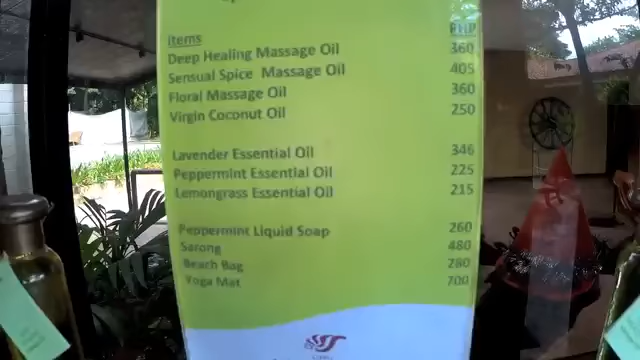 Items PHP
Deep Healing Massage Oil 360
Sensual Spice Massage Oil 405
Floral Massage Oil 360
Virgin Coconut Oil 250
Lavender Essential Oil 346
Peppermint Essential Oil 225
Lemongrass Essential Oil 215
Peppermint Liquid Soap 260
Sarong 480
Beach Bag 280
Yoga Mat 700